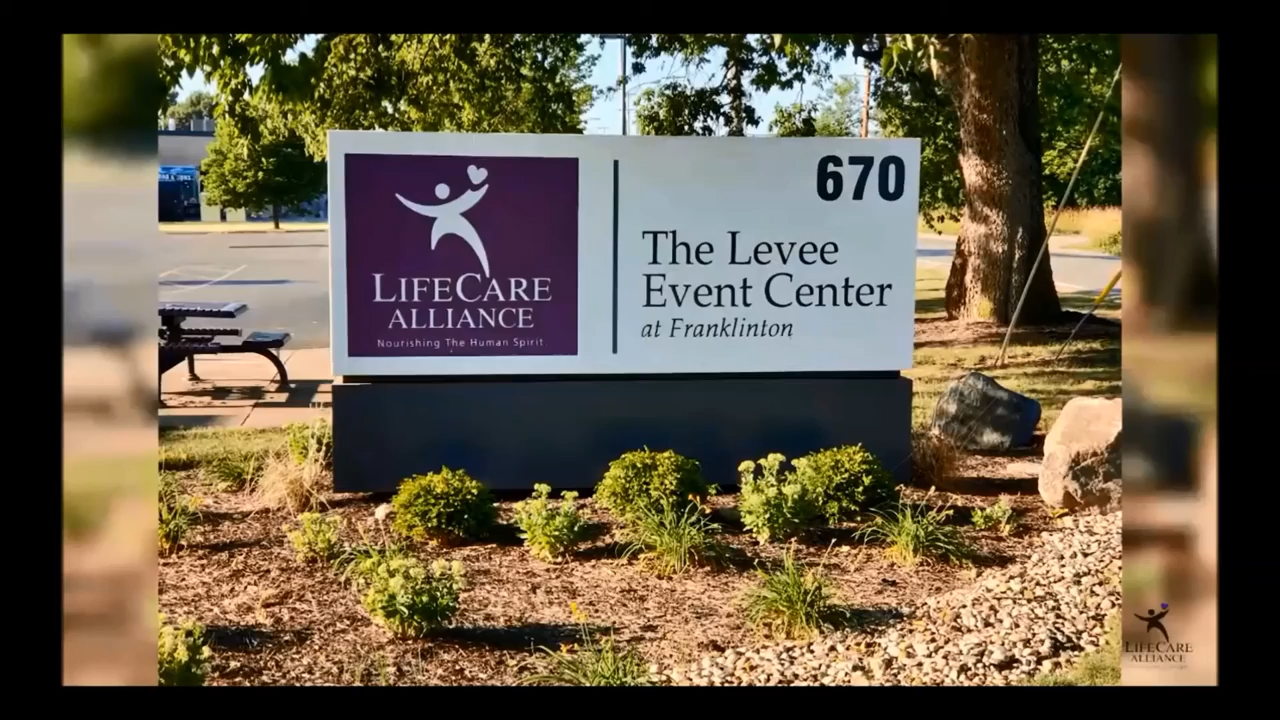 LIFECARE
ALLIANCE
Nourishing The Human Spirit
670
The Levee
Event Center
at Franklinton
LIFECARE
ALLIANCE